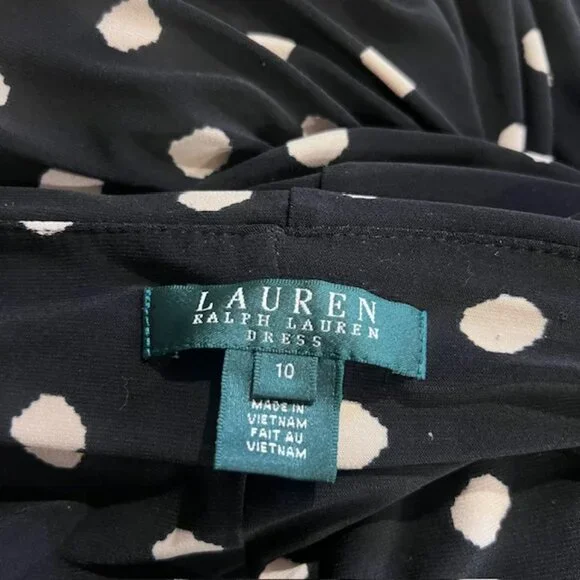 LAUREN
RALPH LAUREN
DRESS
10
MADE IN
VIETNAM
FAIT AU
VIETNAM